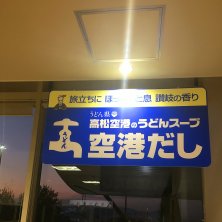 旅立ちに ほっと一息 讃岐の香り
うどん県
高松空港のうどんスープ
空港だし